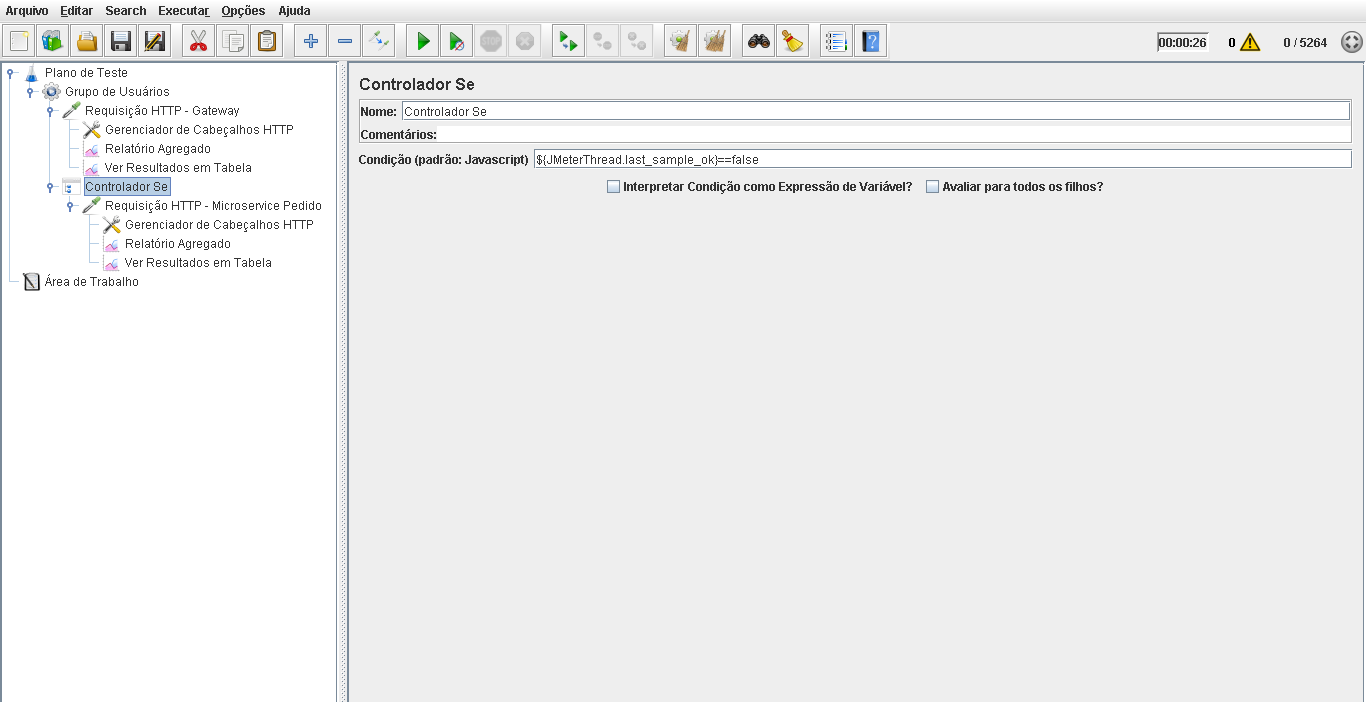 Arquivo Editar Search Executar Opções Ajuda
STOP
00:00:26 0 0 / 5264
Plano de Teste
Grupo de Usuários
Requisição HTTP - Gateway
Gerenciador de Cabeçalhos HTTP
Relatório Agregado
Ver Resultados em Tabela
Controlador Se
Requisição HTTP - Microservice Pedido
Gerenciador de Cabeçalhos HTTP
Relatório Agregado
Ver Resultados em Tabela
Área de Trabalho
Controlador Se
Nome: Controlador Se
Comentários:
Condição (padrão: Javascript) ${JMeterThread.last_sample_ok}==false
Interpretar Condição como Expressão de Variável? Avaliar para todos os filhos?